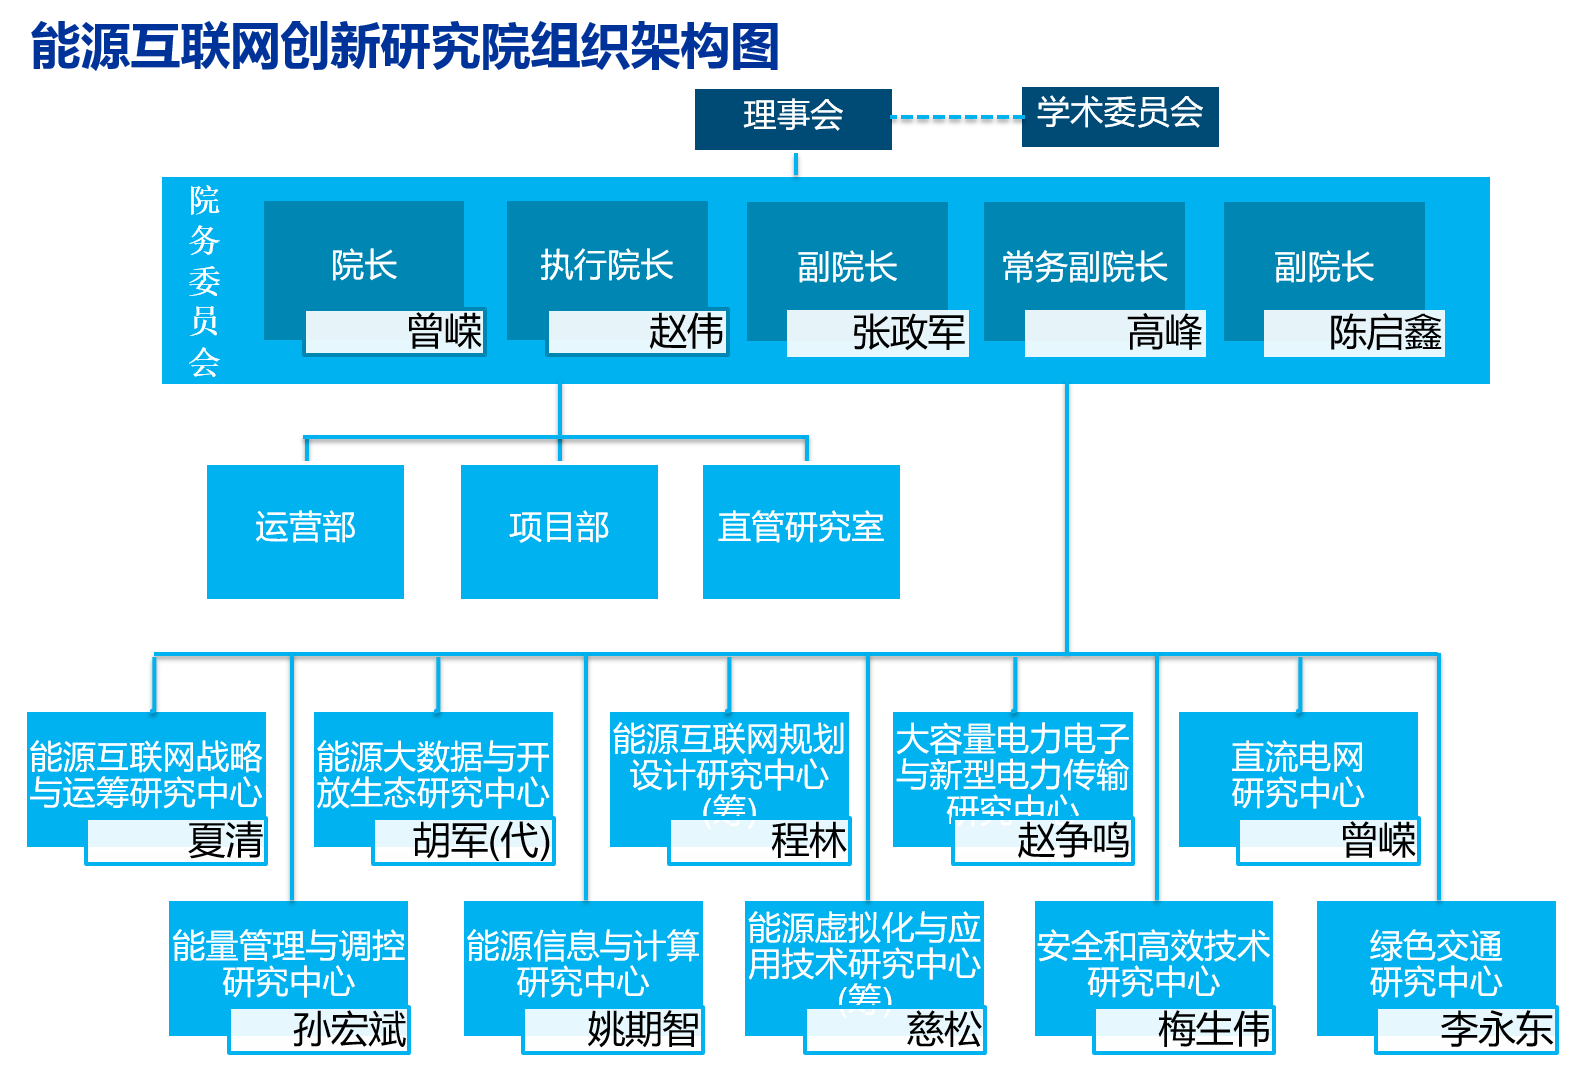 能源互联网创新研究院组织架构图
理事会
学术委员会
院务委员会
院长
曾嵘
执行院长
赵伟
副院长
张政军
常务副院长
高峰
副院长
陈启鑫
运营部
项目部
直管研究室
能源互联网战略
与运筹研究中心
夏清
能源大数据与开
放生态研究中心
胡军(代)
能源互联网规划
设计研究中心
(筹)
程林
大容量电力电子
与新型电力传输
研究中心
赵争鸣
直流电网
研究中心
曾嵘
能量管理与调控
研究中心
孙宏斌
能源信息与计算
研究中心
姚期智
能源虚拟化与应
用技术研究中心
(筹)
慈松
安全和高效技术
研究中心
梅生伟
绿色交通
研究中心
李永东